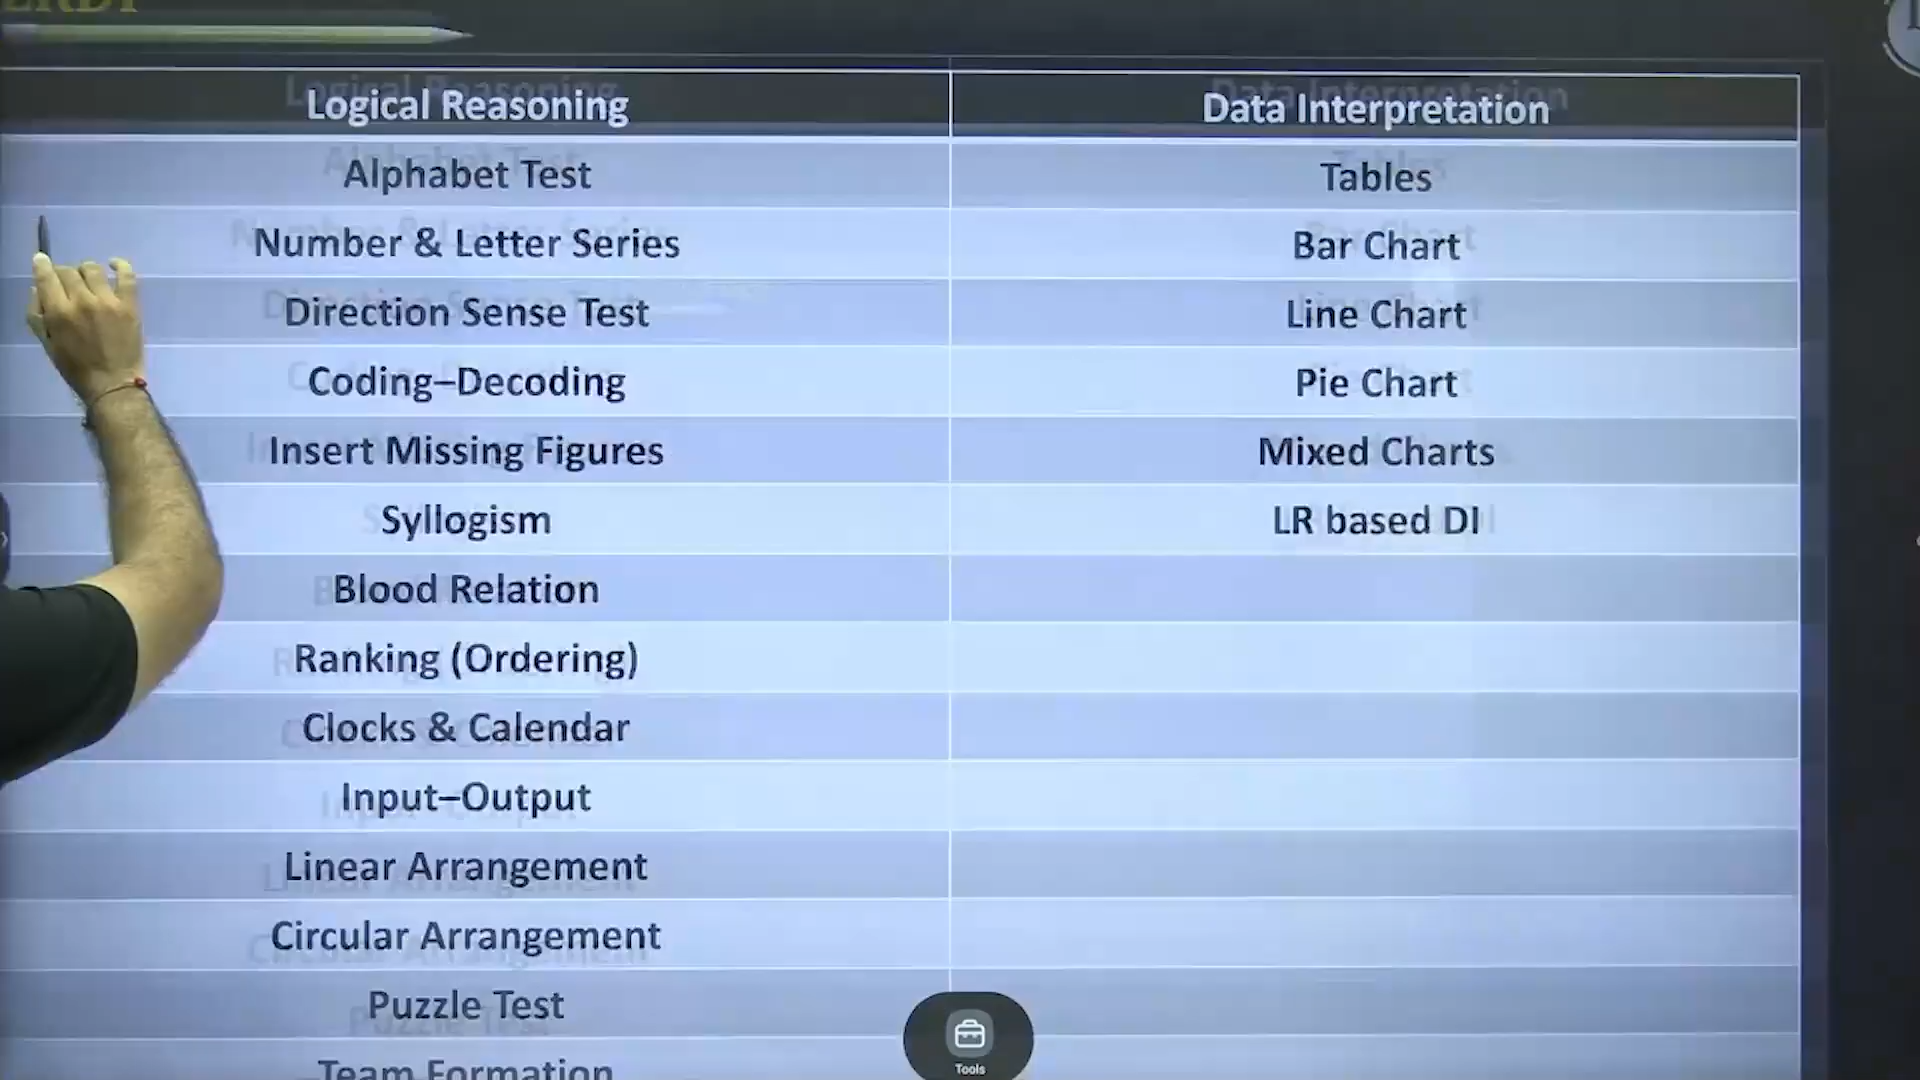 Logical Reasoning
Data Interpretation
Alphabet Test
Tables
Number & Letter Series
Bar Chart
Direction Sense Test
Line Chart
Coding–Decoding
Pie Chart
Insert Missing Figures
Mixed Charts
Syllogism
LR based DI
Blood Relation
Ranking (Ordering)
Clocks & Calendar
Input–Output
Linear Arrangement
Circular Arrangement
Puzzle Test
Team Formation
Tools